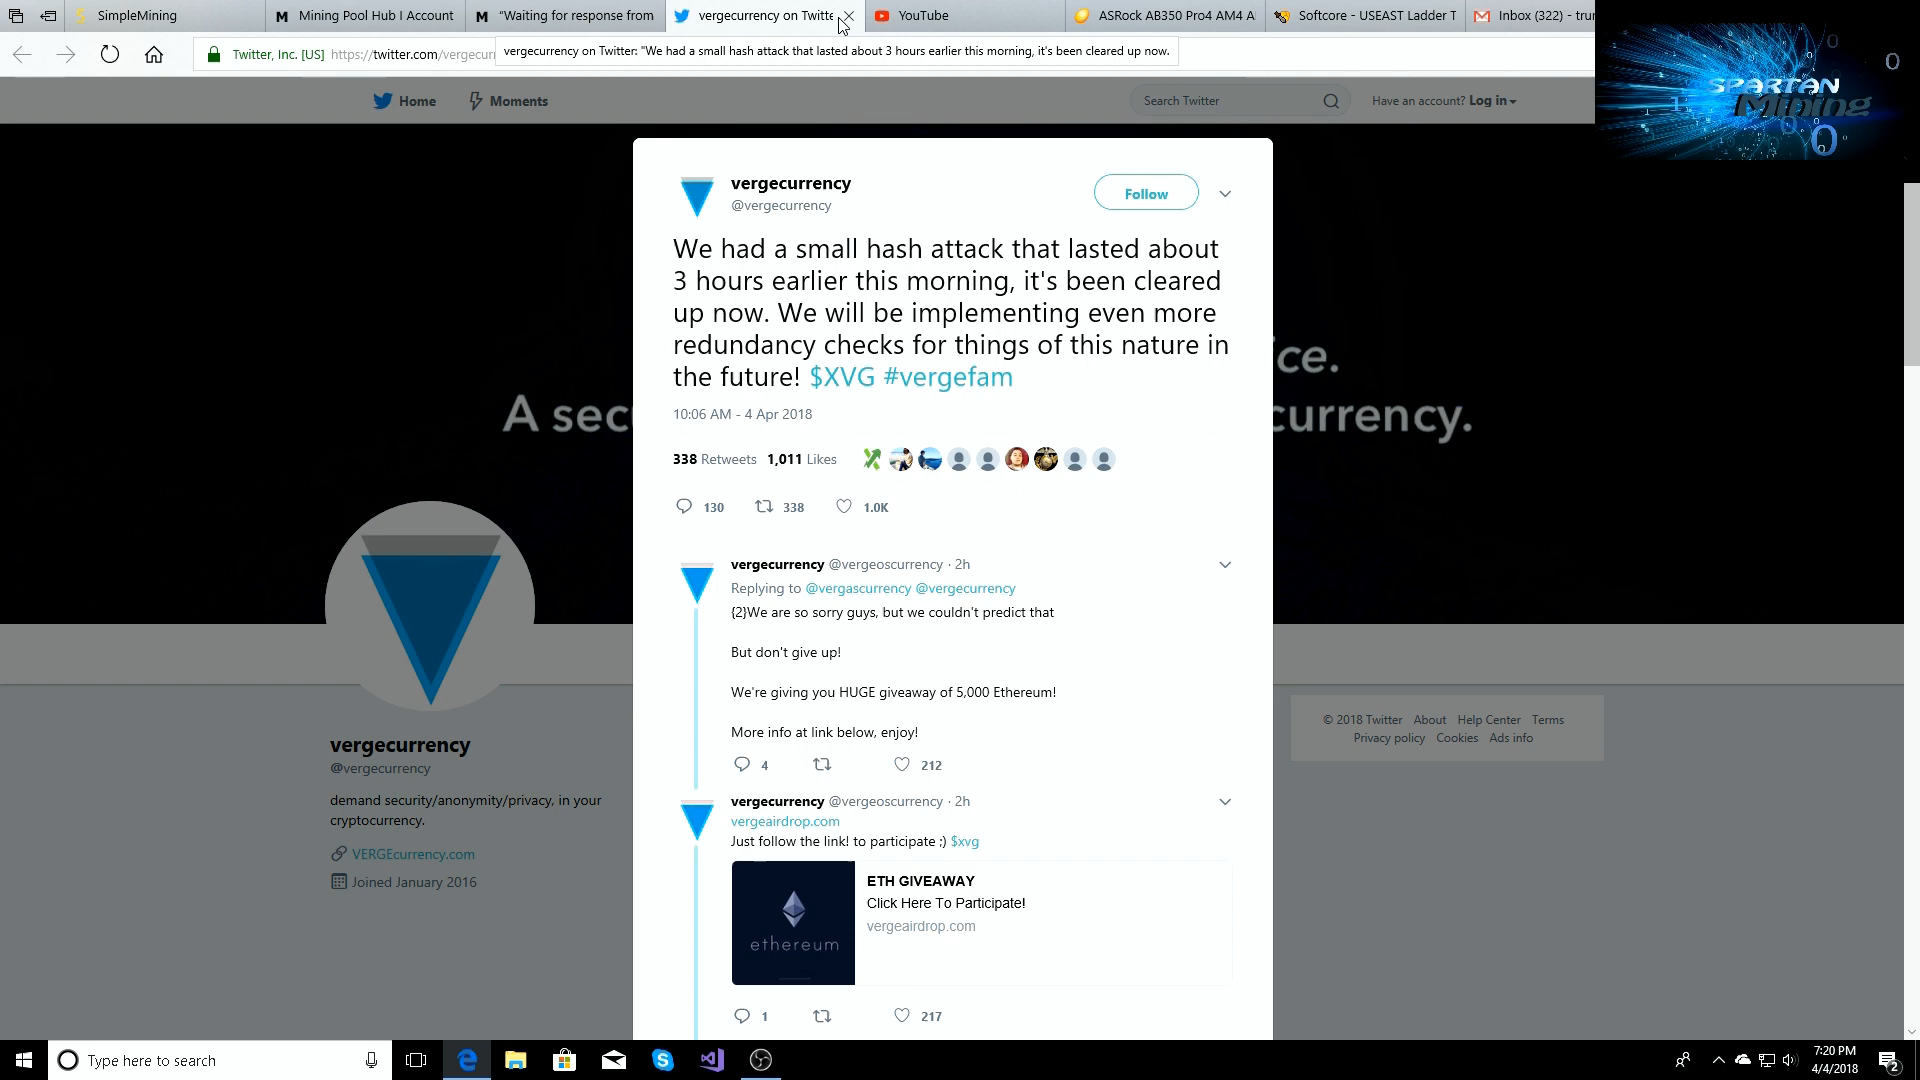 SimpleMining
Mining Pool Hub I Account
"Waiting for response from
vergecurrency on Twitte
YouTube
ASRock AB350 Pro4 AM4 A
Softcore - USEAST Ladder T
Inbox (322) - trun
Twitter, Inc. [US] https://twitter.com/vergecurr
vergecurrency on Twitter: "We had a small hash attack that lasted about 3 hours earlier this morning, it's been cleared up now.
SPARTAN
Mining
Home
Moments
Search Twitter
Have an account? Log in
vergecurrency
@vergecurrency
Follow
We had a small hash attack that lasted about
3 hours earlier this morning, it's been cleared
up now. We will be implementing even more
redundancy checks for things of this nature in
the future! $XVG #vergefam
10:06 AM - 4 Apr 2018
338 Retweets 1,011 Likes
130 338 1.0K
ice.
A secu
currency.
vergecurrency @vergeoscurrency · 2h
Replying to @vergascurrency @vergecurrency
{2}We are so sorry guys, but we couldn't predict that
But don't give up!
We're giving you HUGE giveaway of 5,000 Ethereum!
More info at link below, enjoy!
4 212
vergecurrency @vergeoscurrency · 2h
vergeairdrop.com
Just follow the link! to participate ;) $xvg
ethereum
ETH GIVEAWAY
Click Here To Participate!
vergeairdrop.com
1 217
vergecurrency
@vergecurrency
demand security/anonymity/privacy, in your
cryptocurrency.
VERGEcurrency.com
Joined January 2016
© 2018 Twitter About Help Center Terms
Privacy policy Cookies Ads info
Type here to search
7:20 PM
4/4/2018
2